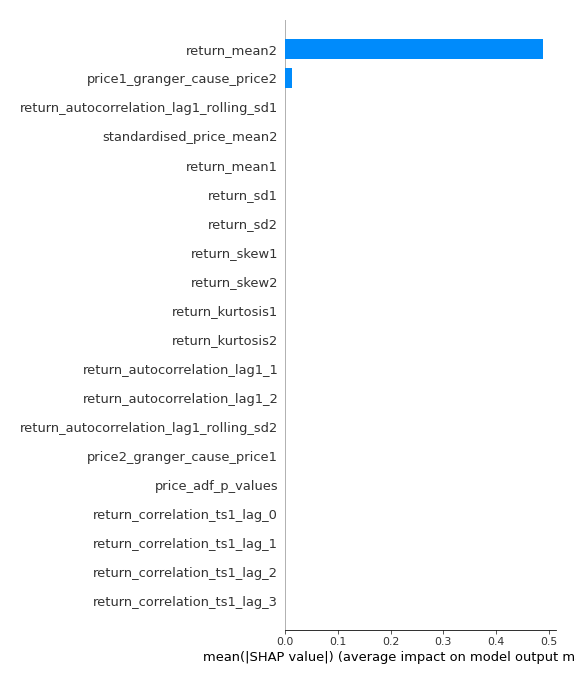 return_mean2
price1_granger_cause_price2
return_autocorrelation_lag1_rolling_sd1
standardised_price_mean2
return_mean1
return_sd1
return_sd2
return_skew1
return_skew2
return_kurtosis1
return_kurtosis2
return_autocorrelation_lag1_1
return_autocorrelation_lag1_2
return_autocorrelation_lag1_rolling_sd2
price2_granger_cause_price1
price_adf_p_values
return_correlation_ts1_lag_0
return_correlation_ts1_lag_1
return_correlation_ts1_lag_2
return_correlation_ts1_lag_3
0.0 0.1 0.2 0.3 0.4 0.5
mean(|SHAP value|) (average impact on model output m